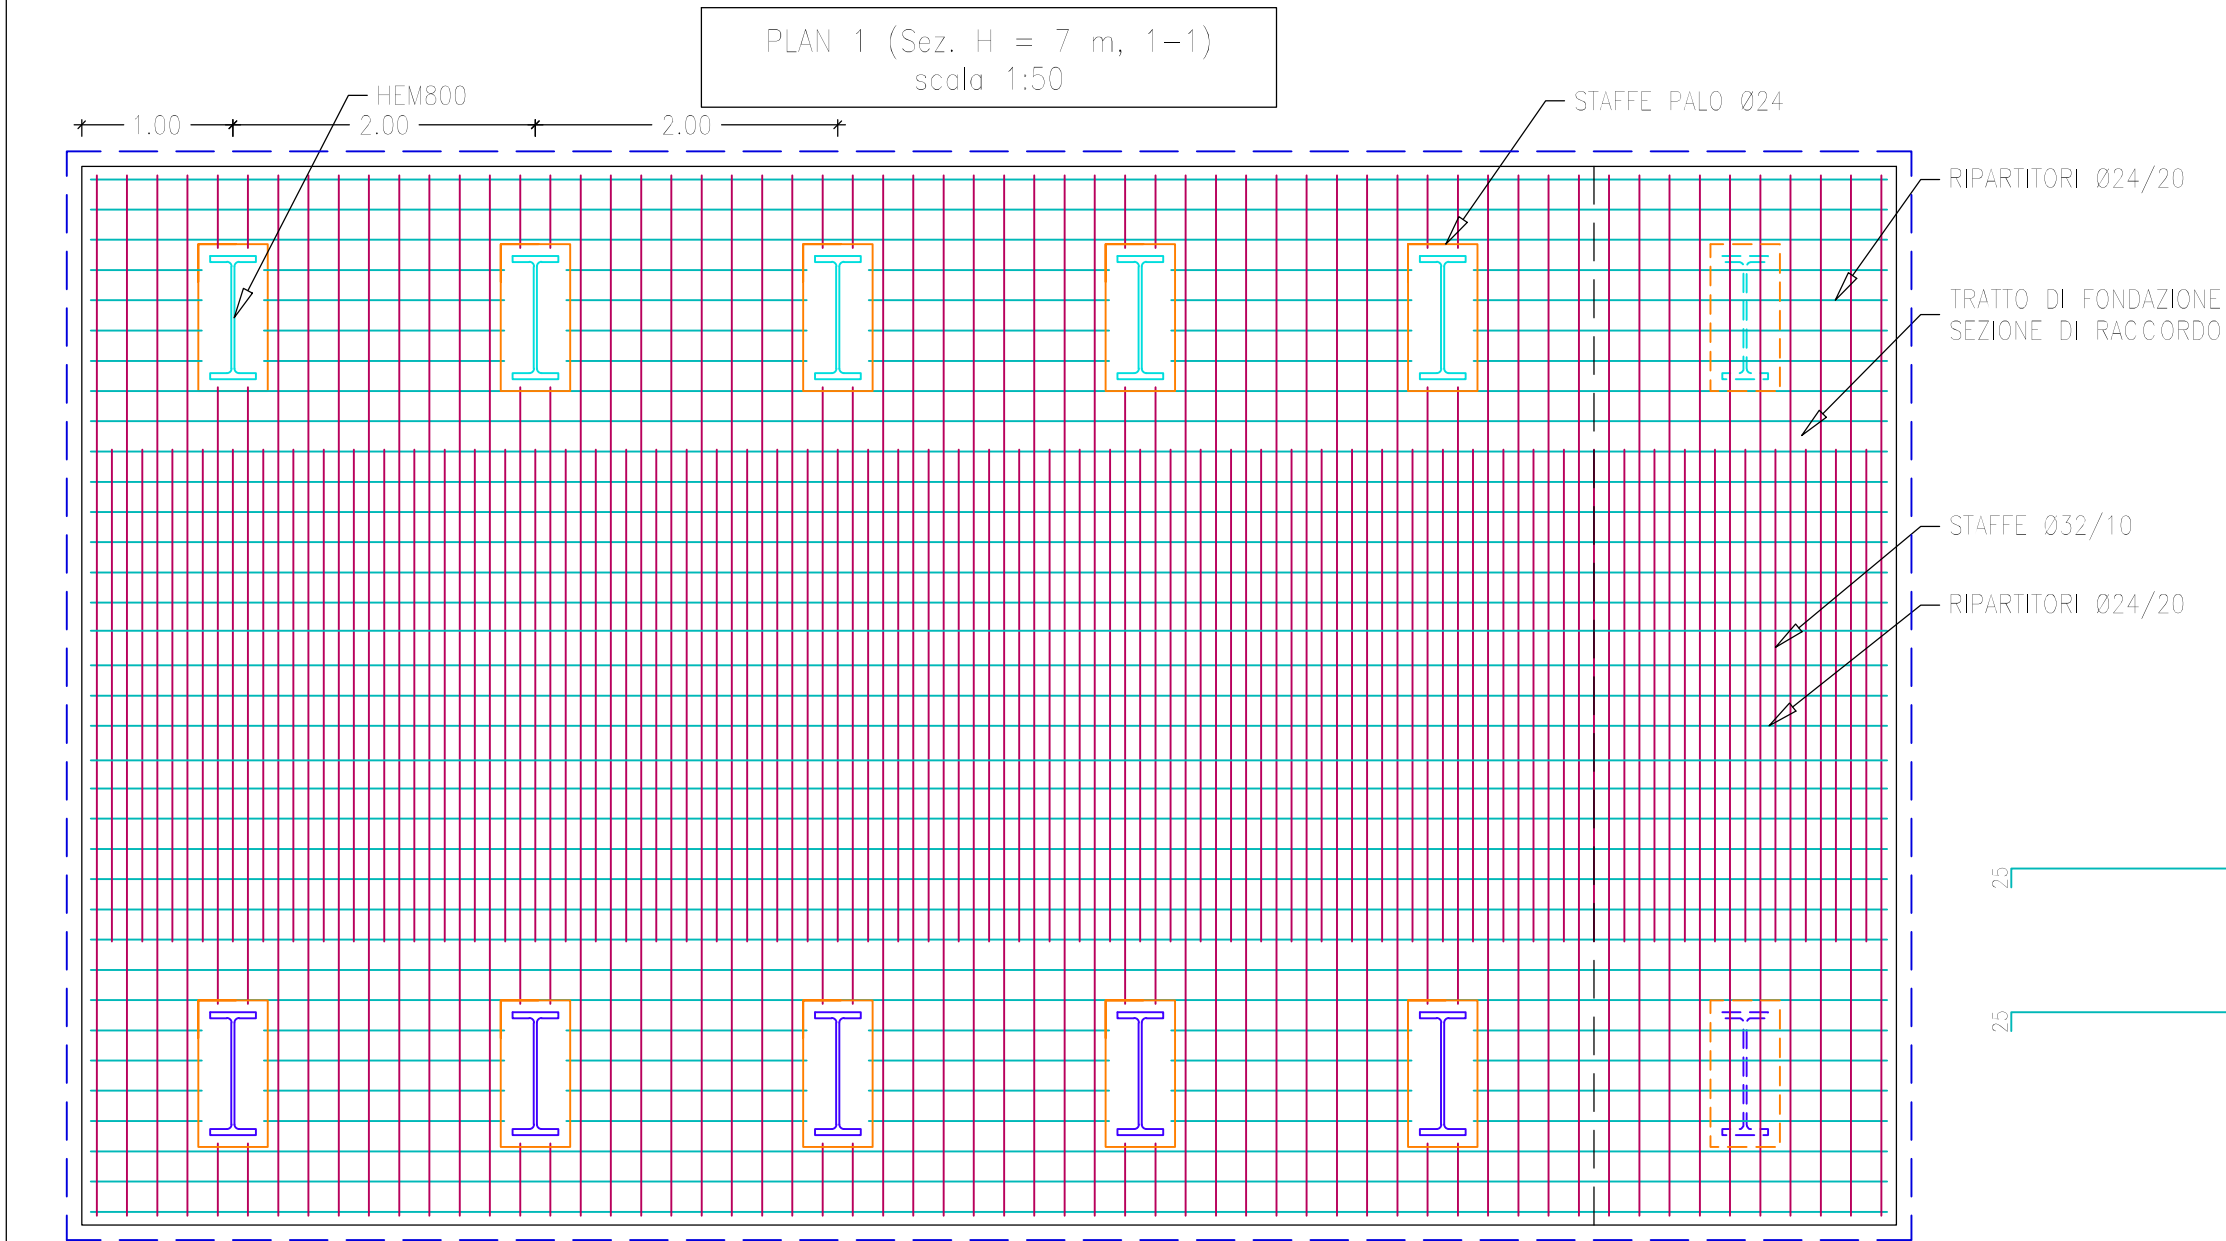 PLAN 1 (Sez. H = 7 m, 1-1)
scala 1:50
HEM800
STAFFE PALO Ø24
1.00
2.00
2.00
RIPARTITORI Ø24/20
TRATTO DI FONDAZIONE
SEZIONE DI RACCORDO
STAFFE Ø32/10
RIPARTITORI Ø24/20
25
25